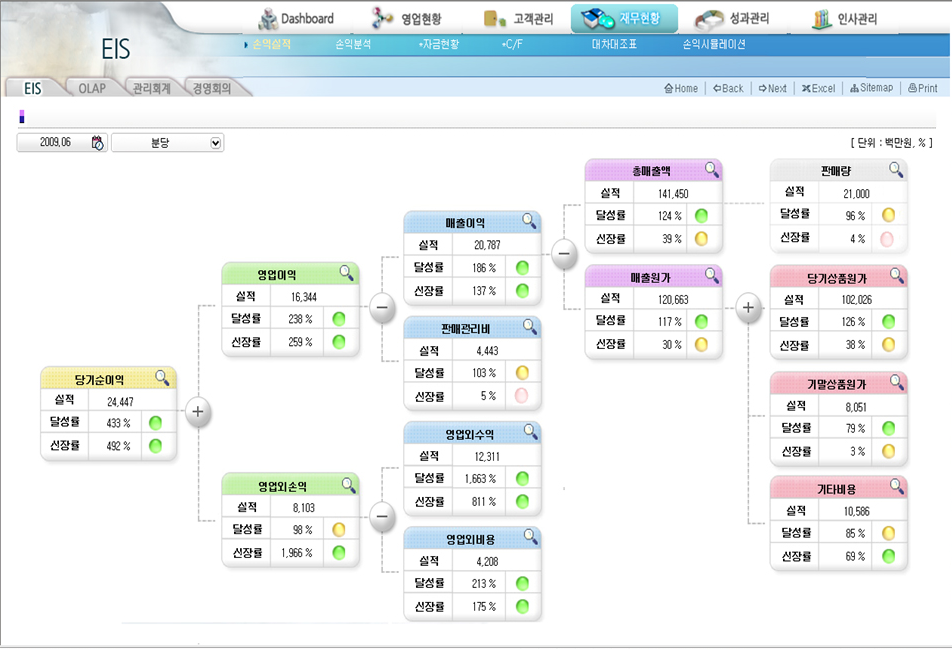 Dashboard 영업현황 고객관리 재무현황 성과관리 인사관리
EIS
손익실적 손익분석 •자금현황 •C/F 대차대조표 손익시뮬레이션
EIS OLAP 관리회계 경영회의
Home Back Next Excel Sitemap Print
2009,06 분당
[ 단위 : 백만원, % ]
총매출액
실적 141,450
달성률 124 %
신장률 39 %
판매량
실적 21,000
달성률 96 %
신장률 4 %
매출이익
실적 20,787
달성률 186 %
신장률 137 %
영업이익
실적 16,344
달성률 238 %
신장률 259 %
매출원가
실적 120,663
달성률 117 %
신장률 30 %
당기상품원가
실적 102,026
달성률 126 %
신장률 38 %
판매관리비
실적 4,443
달성률 103 %
신장률 5 %
당기순이익
실적 24,447
달성률 433 %
신장률 492 %
기말상품원가
실적 8,051
달성률 79 %
신장률 3 %
영업외수익
실적 12,311
달성률 1,663 %
신장률 811 %
영업외손익
실적 8,103
달성률 98 %
신장률 1,966 %
기타비용
실적 10,586
달성률 85 %
신장률 69 %
영업외비용
실적 4,208
달성률 213 %
신장률 175 %